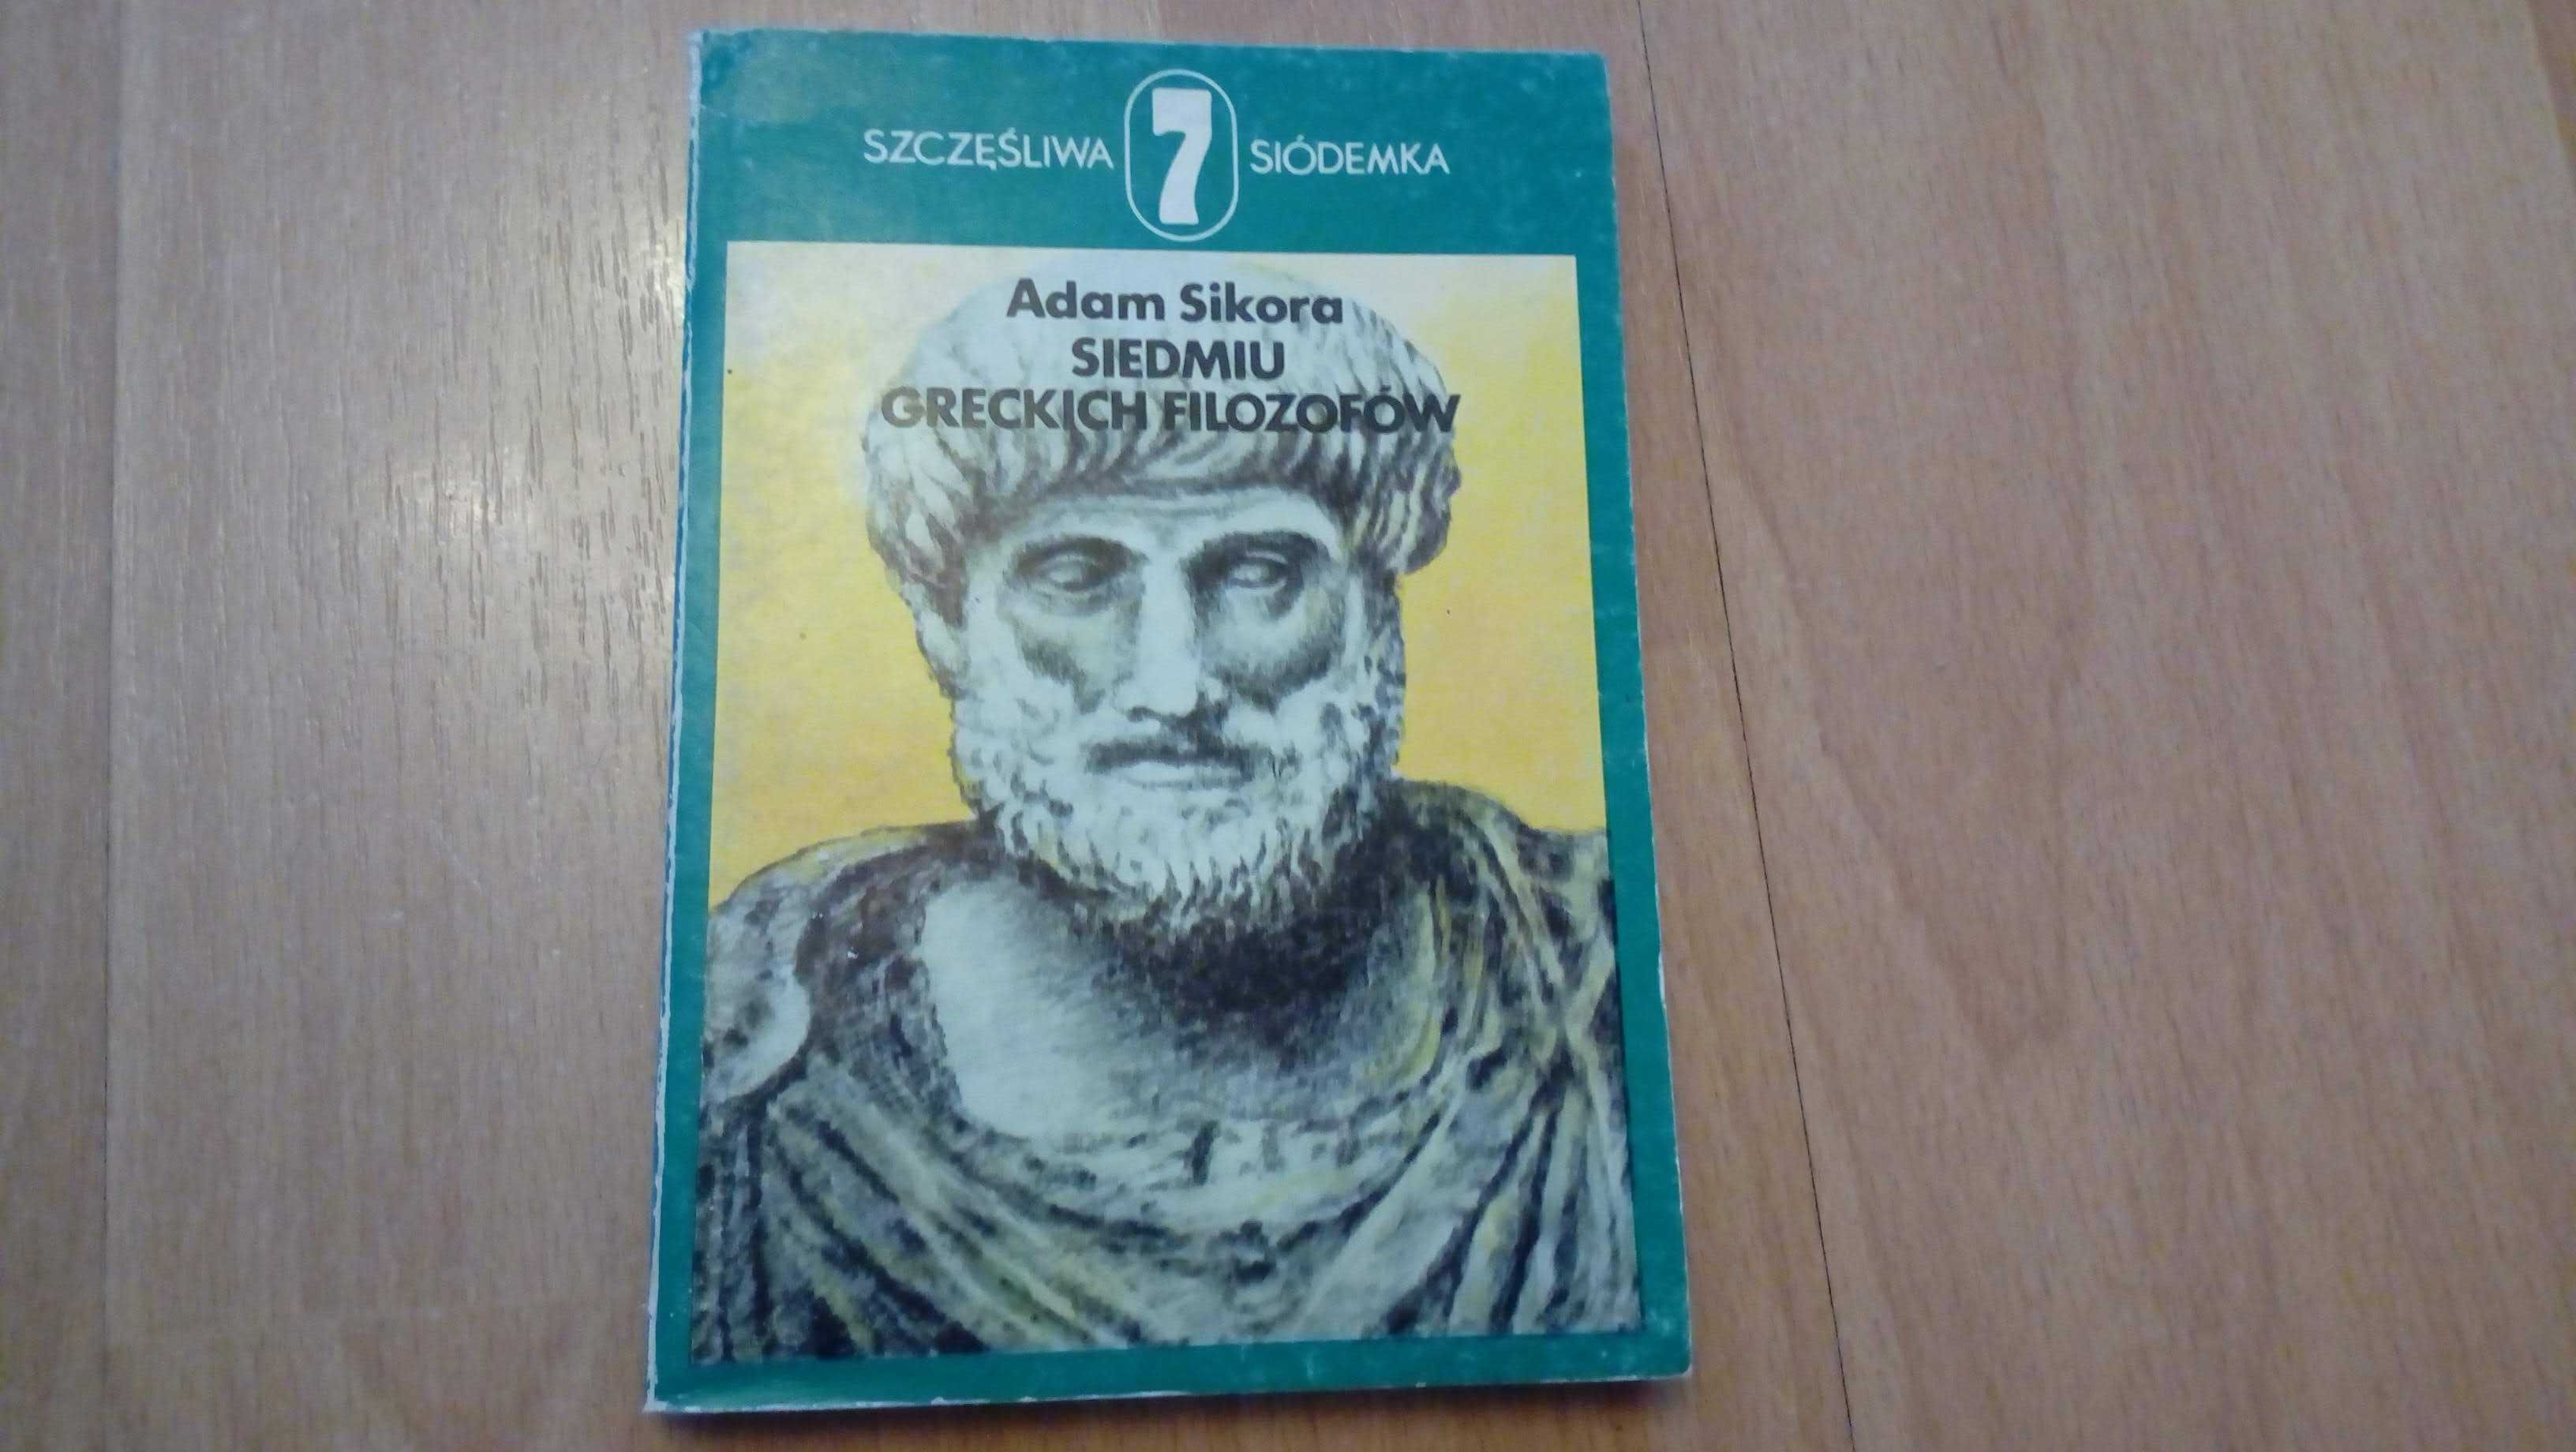 SZCZĘŚLIWA 7 SIÓDEMKA
Adam Sikora
SIEDMIU
GRECKICH FILOZOFÓW